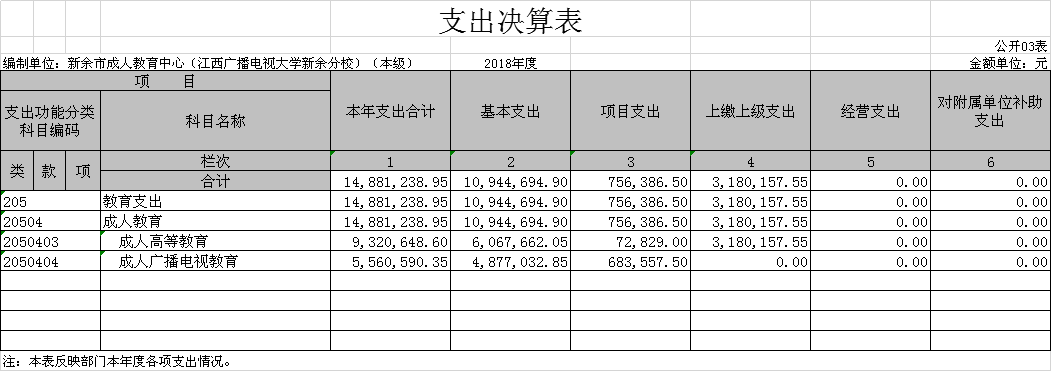 支出决算表
公开03表
编制单位：新余市成人教育中心（江西广播电视大学新余分校）（本级） 2018年度 金额单位：元
项 目 本年支出合计 基本支出 项目支出 上缴上级支出 经营支出 对附属单位补助支出
支出功能分类科目编码 科目名称
类 款 项 栏次 1 2 3 4 5 6
合计 14,881,238.95 10,944,694.90 756,386.50 3,180,157.55 0.00 0.00
205 教育支出 14,881,238.95 10,944,694.90 756,386.50 3,180,157.55 0.00 0.00
20504 成人教育 14,881,238.95 10,944,694.90 756,386.50 3,180,157.55 0.00 0.00
2050403 成人高等教育 9,320,648.60 6,067,662.05 72,829.00 3,180,157.55 0.00 0.00
2050404 成人广播电视教育 5,560,590.35 4,877,032.85 683,557.50 0.00 0.00 0.00
注：本表反映部门本年度各项支出情况。